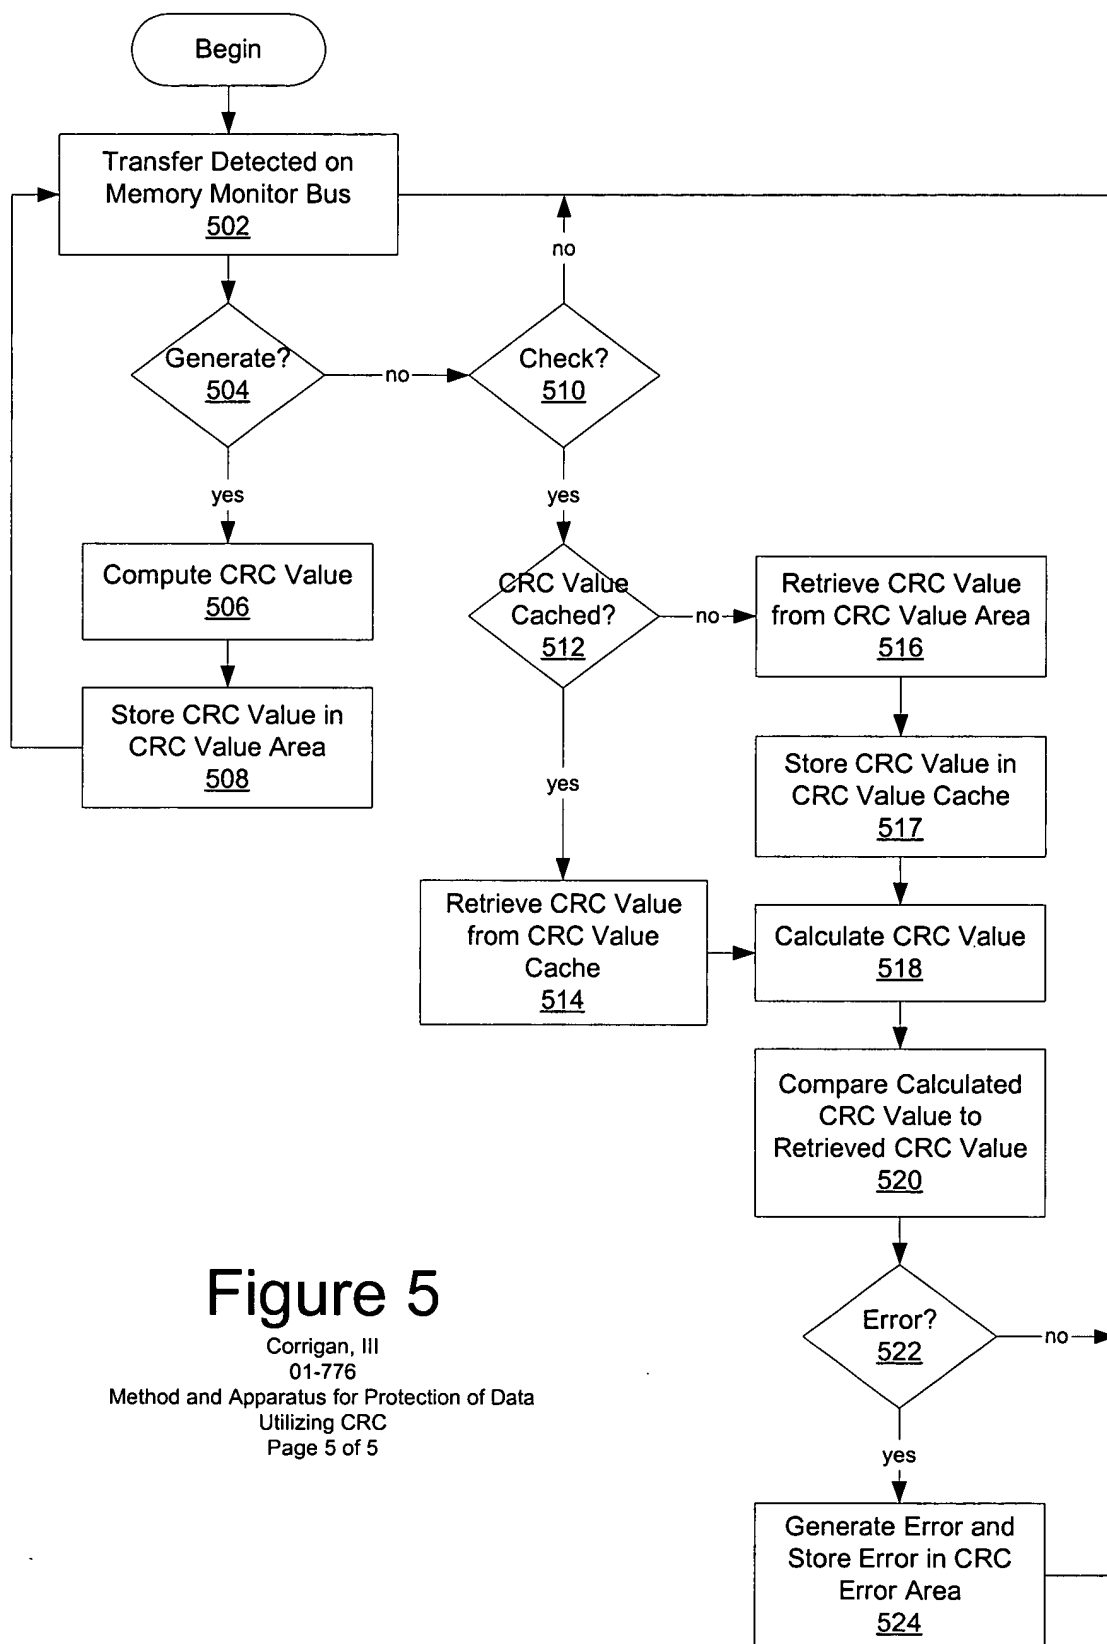 Begin
Transfer Detected on
Memory Monitor Bus
502
no
Generate?
504
no
Check?
510
yes
yes
Compute CRC Value
506
CRC Value
Cached?
512
no
Retrieve CRC Value
from CRC Value Area
516
Store CRC Value in
CRC Value Area
508
yes
Store CRC Value in
CRC Value Cache
517
Retrieve CRC Value
from CRC Value
Cache
514
Calculate CRC Value
518
Compare Calculated
CRC Value to
Retrieved CRC Value
520
Error?
522
no
yes
Generate Error and
Store Error in CRC
Error Area
524
Figure 5
Corrigan, III
01-776
Method and Apparatus for Protection of Data
Utilizing CRC
Page 5 of 5